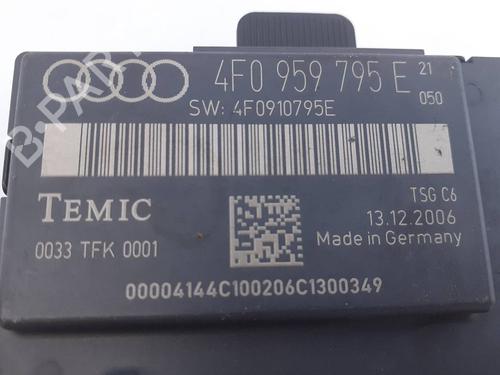 4F0 959 795 E 21
050
SW: 4F0910795E
TEMIC
TSG C6
13.12.2006
0033 TFK 0001
Made in Germany
00004144C100206C1300349
B-PARTS